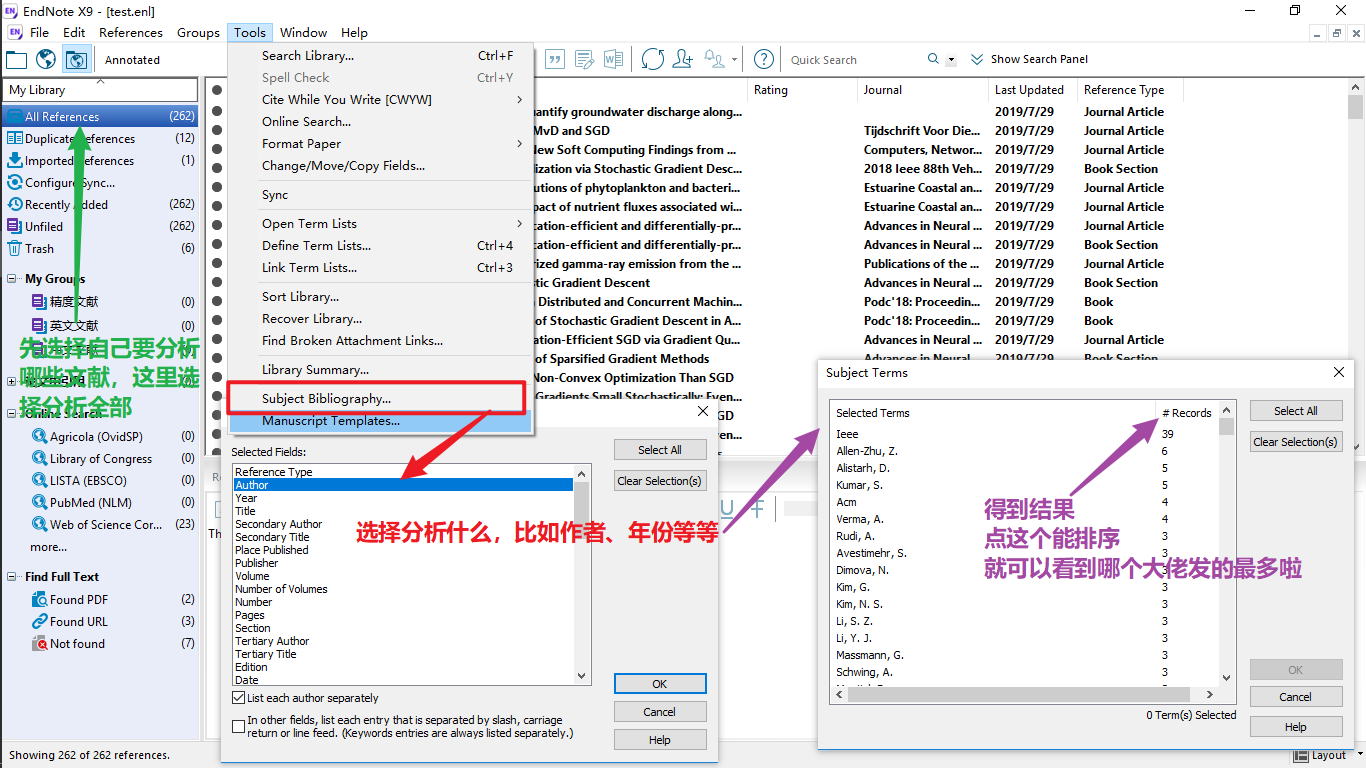 EndNote X9 - [test.enl]
File Edit References Groups Tools Window Help
Annotated
Quick Search
Show Search Panel
My Library
All References (262)
Duplicate References (12)
Imported References (1)
Configure Sync...
Recently Added (262)
Unfiled (262)
Trash (6)
My Groups
精度文献 (0)
英文文献 (0)
(0)
先选择自己要分析
哪些文献，这里选
择分析全部
Online Search
Agricola (OvidSP) (0)
Library of Congress (0)
LISTA (EBSCO) (0)
PubMed (NLM) (0)
Web of Science Cor... (23)
more...
Find Full Text
Found PDF (2)
Found URL (3)
Not found (7)
Showing 262 of 262 references.
Search Library... Ctrl+F
Spell Check Ctrl+Y
Cite While You Write [CWYW]
Online Search...
Format Paper
Change/Move/Copy Fields...
Sync
Open Term Lists
Define Term Lists... Ctrl+4
Link Term Lists... Ctrl+3
Sort Library...
Recover Library...
Find Broken Attachment Links...
Library Summary...
Subject Bibliography...
Manuscript Templates...
Rating Journal Last Updated Reference Type
antify groundwater discharge along... 2019/7/29 Journal Article
MvD and SGD Tijdschrift Voor Die... 2019/7/29 Journal Article
New Soft Computing Findings from ... Computers, Networ... 2019/7/29 Journal Article
ization via Stochastic Gradient Desc... 2018 Ieee 88th Veh... 2019/7/29 Book Section
utions of phytoplankton and bacteri... Estuarine Coastal an... 2019/7/29 Journal Article
pact of nutrient fluxes associated wi... Estuarine Coastal an... 2019/7/29 Journal Article
cation-efficient and differentially-pr... Advances in Neural ... 2019/7/29 Journal Article
cation-efficient and differentially-pr... Advances in Neural ... 2019/7/29 Book Section
rized gamma-ray emission from the ... Publications of the ... 2019/7/29 Journal Article
stic Gradient Descent Advances in Neural ... 2019/7/29 Book Section
n Distributed and Concurrent Machin... Podc'18: Proceedin... 2019/7/29 Book
of Stochastic Gradient Descent in A... Podc'18: Proceedin... 2019/7/29 Book
efficient SGD via Gradient Qu... Advances in Neural ... 2019/7/29 Journal Article
of Sparsified Gradient Methods Advances in Neural ... 2019/7/29 Book Section
Non-Convex Optimization Than SGD
Gradients Small Stochastically: Even...
Selected Fields:
Reference Type
Author
Year
Title
Secondary Author
Secondary Title
Place Published
Publisher
Volume
Number of Volumes
Number
Pages
Section
Tertiary Author
Tertiary Title
Edition
Date
Select All
Clear Selection(s)
OK
Cancel
Help
List each author separately
In other fields, list each entry that is separated by slash, carriage
return or line feed. (Keywords entries are always listed separately.)
选择分析什么，比如作者、年份等等
Subject Terms
Selected Terms # Records
Ieee 39
Allen-Zhu, Z. 6
Alistarh, D. 5
Kumar, S. 5
Acm 4
Verma, A. 4
Rudi, A. 3
Avestimehr, S. 3
Dimova, N. 3
Kim, G. 3
Kim, N. S. 3
Li, S. Z. 3
Li, Y. J. 3
Massmann, G. 3
Schwing, A. 3
Select All
Clear Selection(s)
OK
Cancel
Help
0 Term(s) Selected
得到结果
点这个能排序
就可以看到哪个大佬发的最多啦
Layout